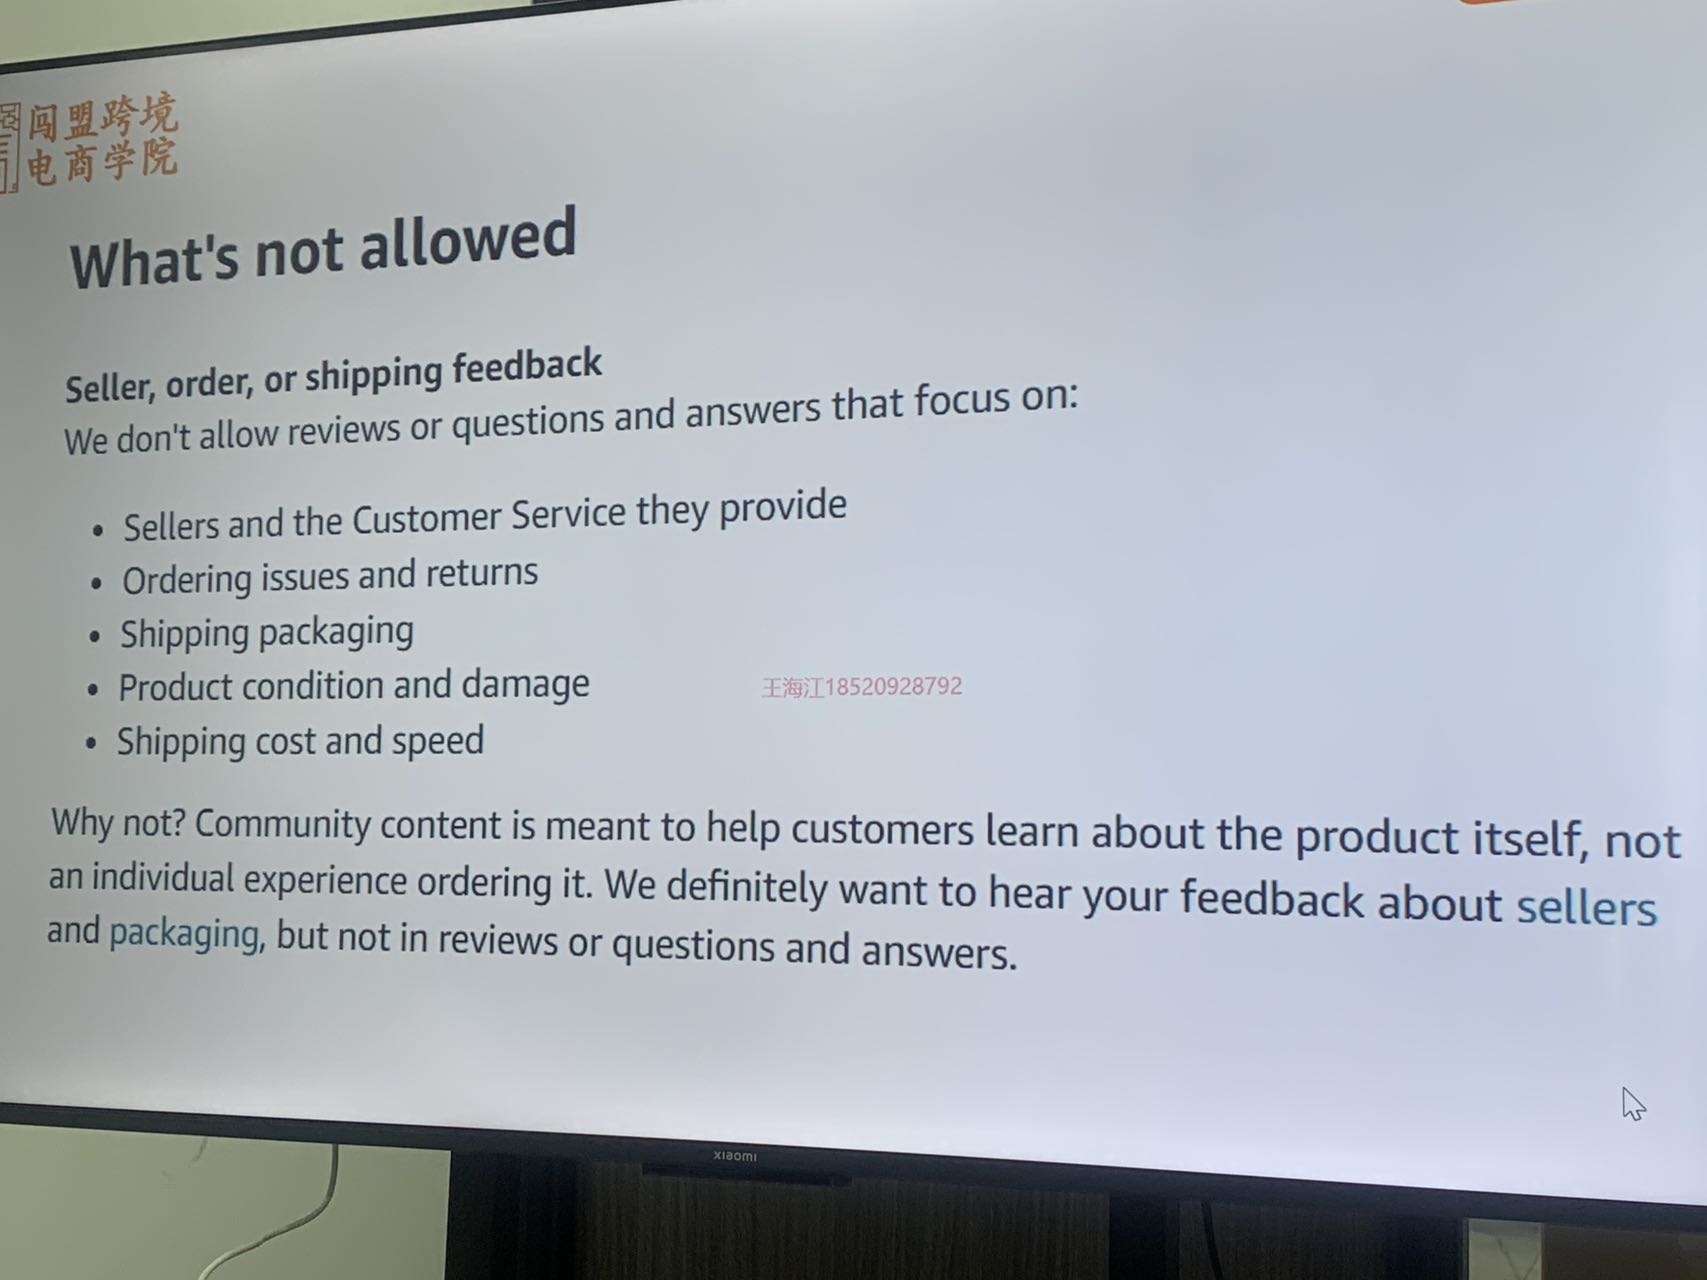 闯盟跨境
电商学院
What's not allowed
Seller, order, or shipping feedback
We don't allow reviews or questions and answers that focus on:
• Sellers and the Customer Service they provide
• Ordering issues and returns
• Shipping packaging
• Product condition and damage
王海江18520928792
• Shipping cost and speed
Why not? Community content is meant to help customers learn about the product itself, not
an individual experience ordering it. We definitely want to hear your feedback about sellers
and packaging, but not in reviews or questions and answers.
xiaomi